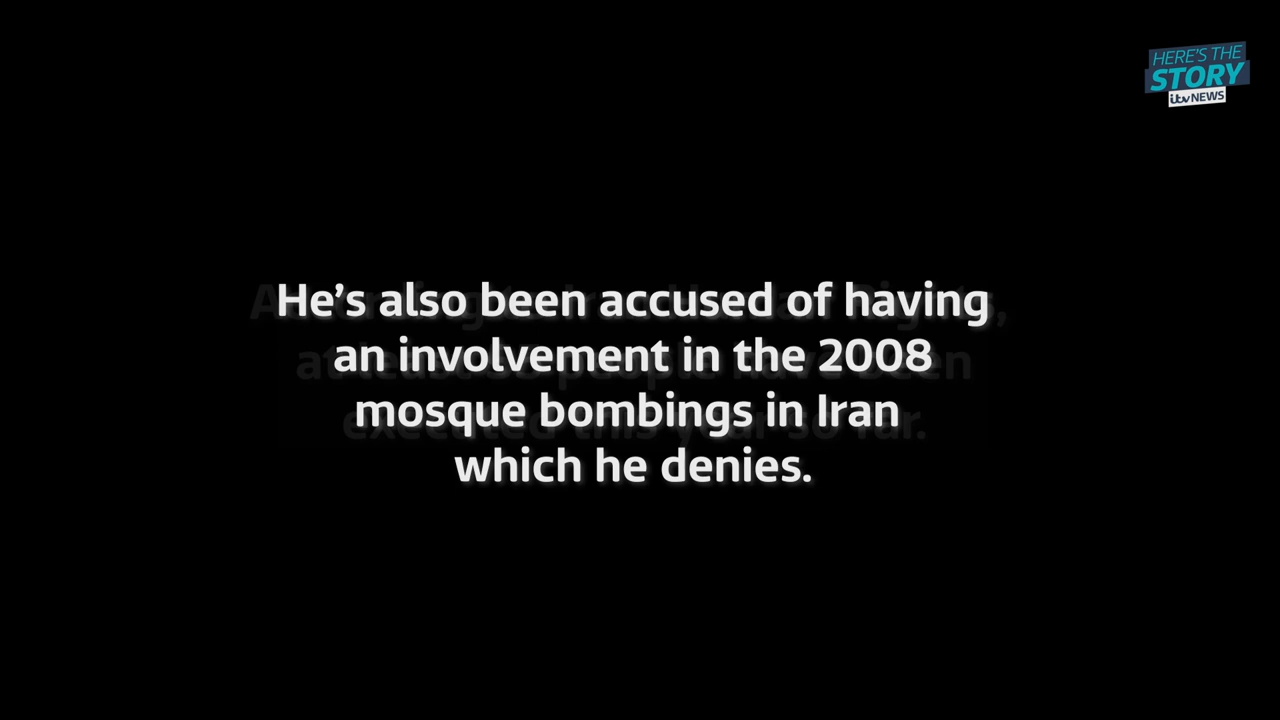 HERE'S THE
STORY
itv NEWS
He's also been accused of having
an involvement in the 2008
mosque bombings in Iran
which he denies.